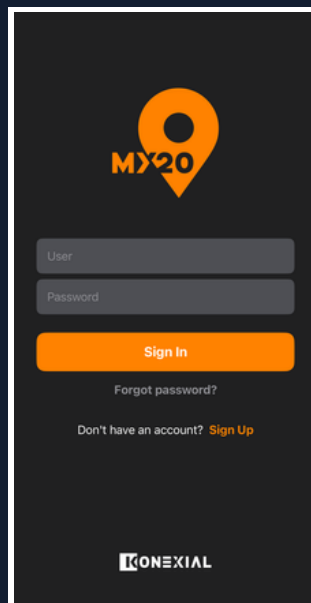 MX20
User
Password
Sign In
Forgot password?
Don't have an account? Sign Up
KONEXIAL